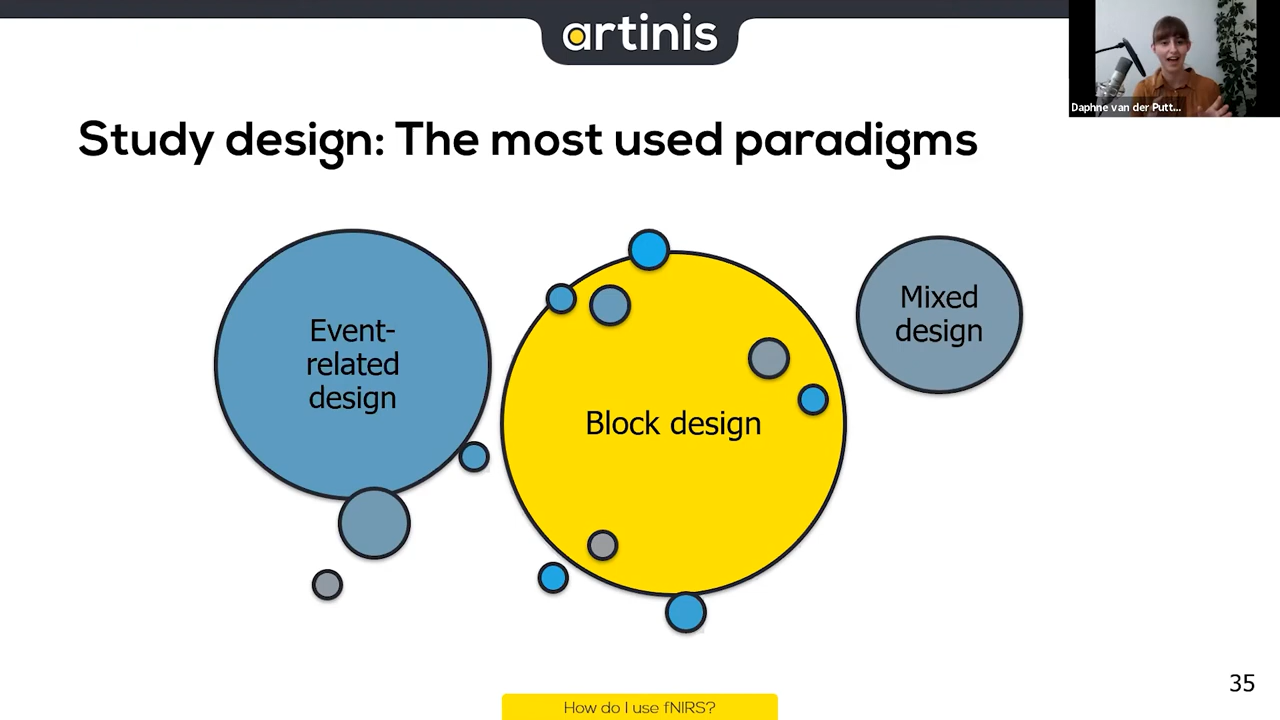 artinis
Daphne van der Putt...
Study design: The most used paradigms
Event-
related
design
Block design
Mixed
design
35
How do I use fNIRS?